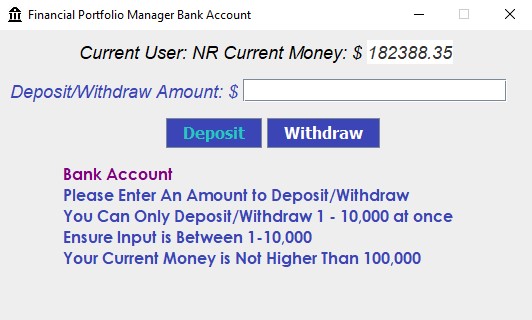 Financial Portfolio Manager Bank Account
Current User: NR Current Money: $ 182388.35
Deposit/Withdraw Amount: $
Deposit Withdraw
Bank Account
Please Enter An Amount to Deposit/Withdraw
You Can Only Deposit/Withdraw 1 - 10,000 at once
Ensure Input is Between 1-10,000
Your Current Money is Not Higher Than 100,000